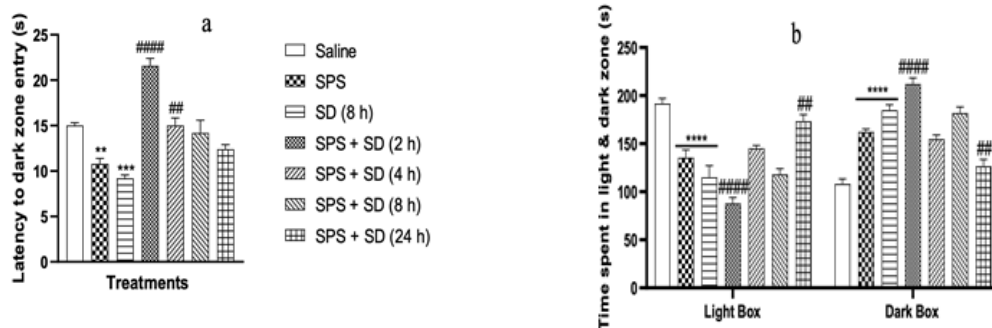 a
Latency to dark zone entry (s)
25
20
15
10
5
0
####
##
**
***
Treatments
Saline
SPS
SD (8 h)
SPS + SD (2 h)
SPS + SD (4 h)
SPS + SD (8 h)
SPS + SD (24 h)
b
Time spent in light & dark zone (s)
250
200
150
100
50
0
****
####
##
****
####
##
Light Box
Dark Box